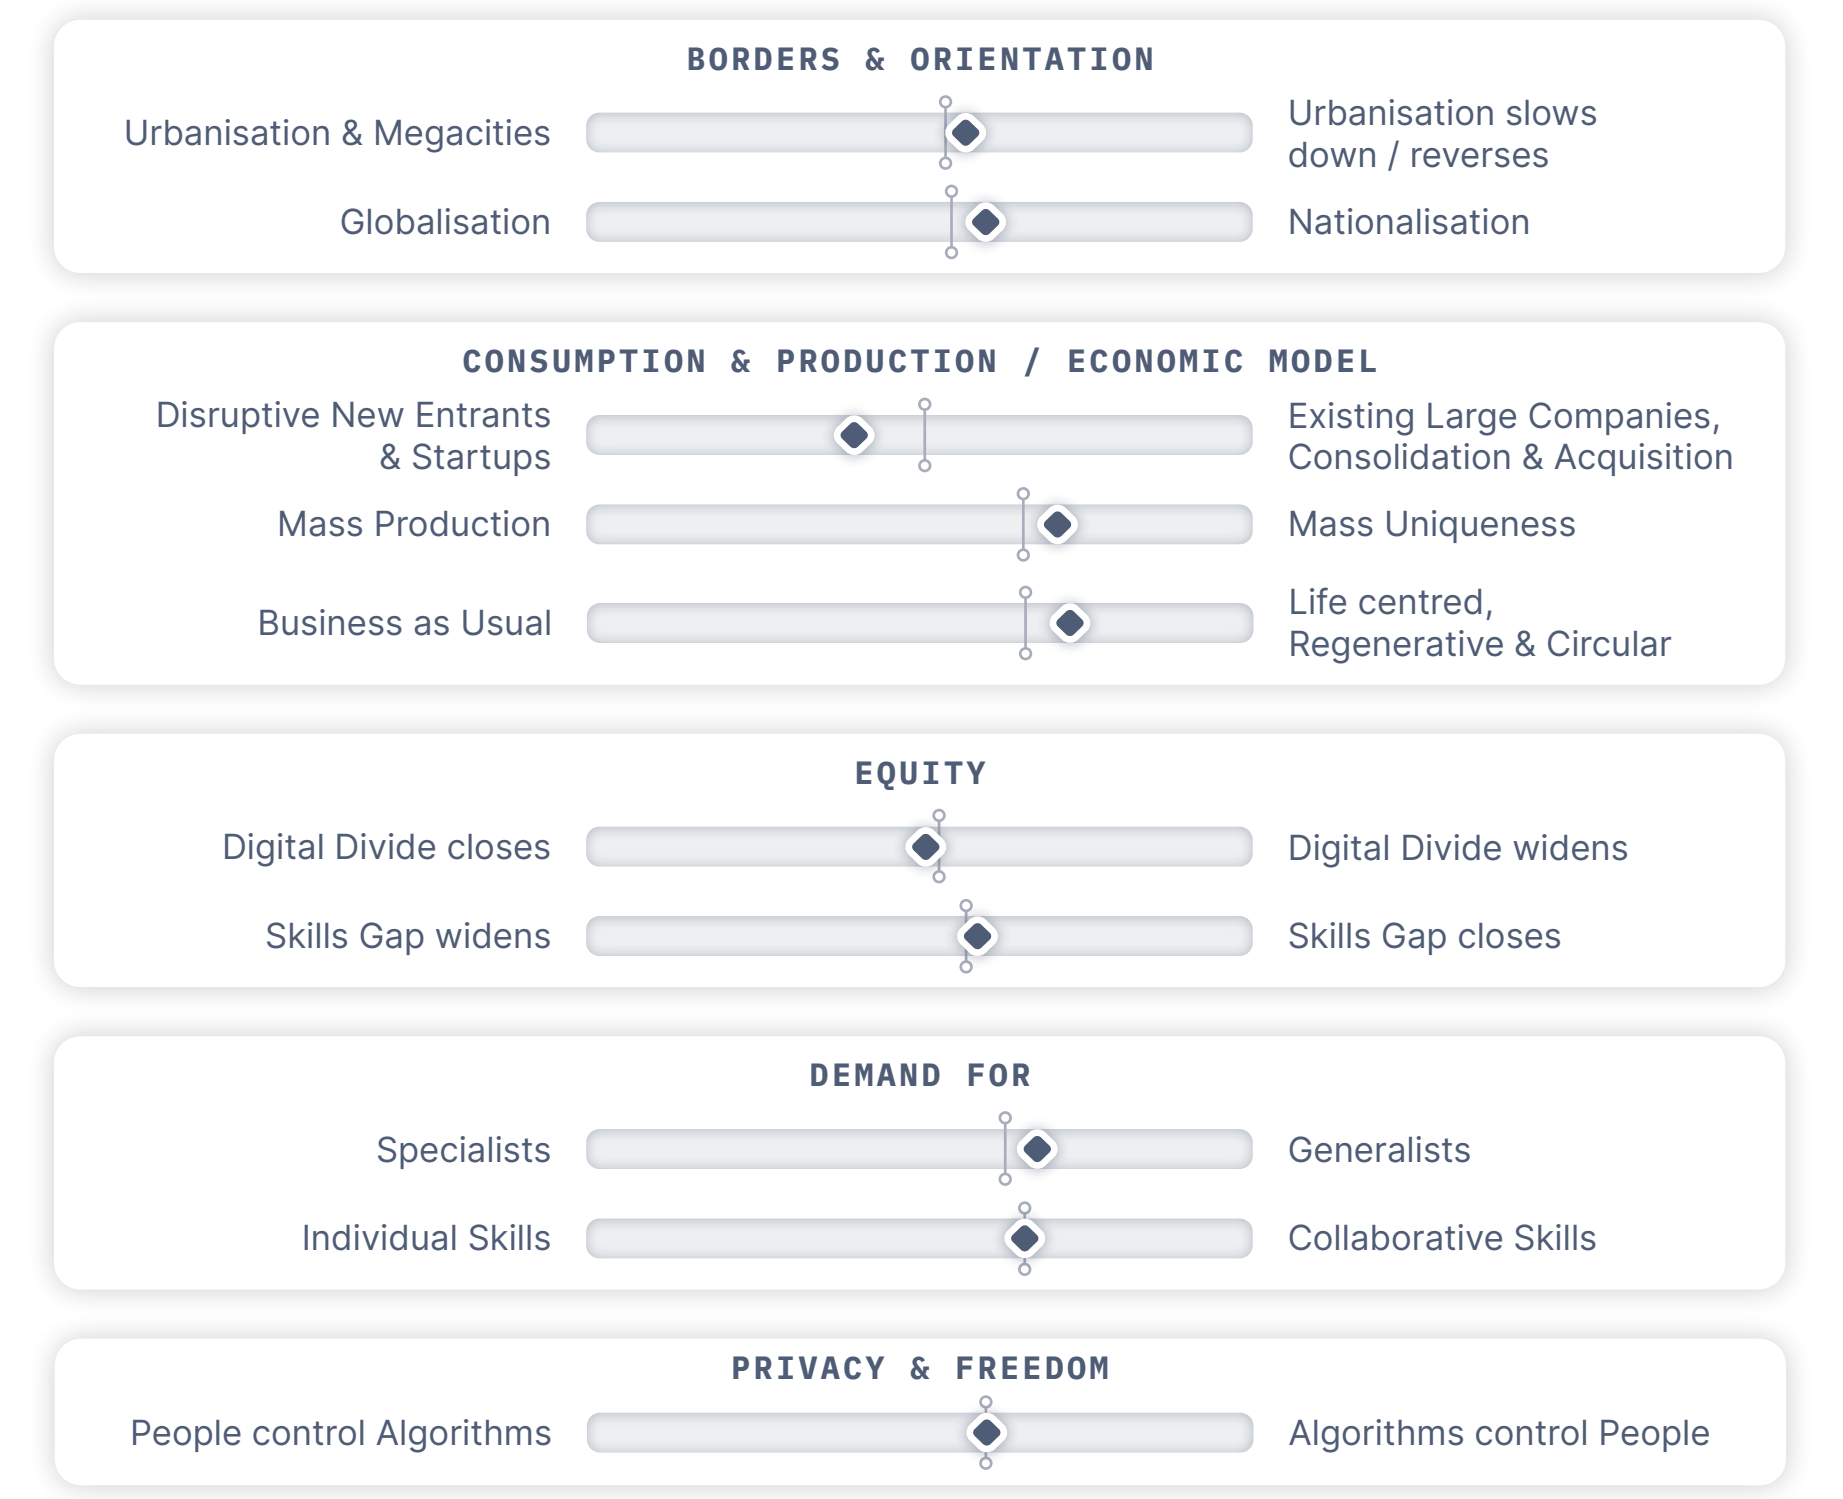 BORDERS & ORIENTATION
Urbanisation & Megacities
Urbanisation slows
down / reverses
Globalisation
Nationalisation
CONSUMPTION & PRODUCTION / ECONOMIC MODEL
Disruptive New Entrants
& Startups
Existing Large Companies,
Consolidation & Acquisition
Mass Production
Mass Uniqueness
Business as Usual
Life centred,
Regenerative & Circular
EQUITY
Digital Divide closes
Digital Divide widens
Skills Gap widens
Skills Gap closes
DEMAND FOR
Specialists
Generalists
Individual Skills
Collaborative Skills
PRIVACY & FREEDOM
People control Algorithms
Algorithms control People